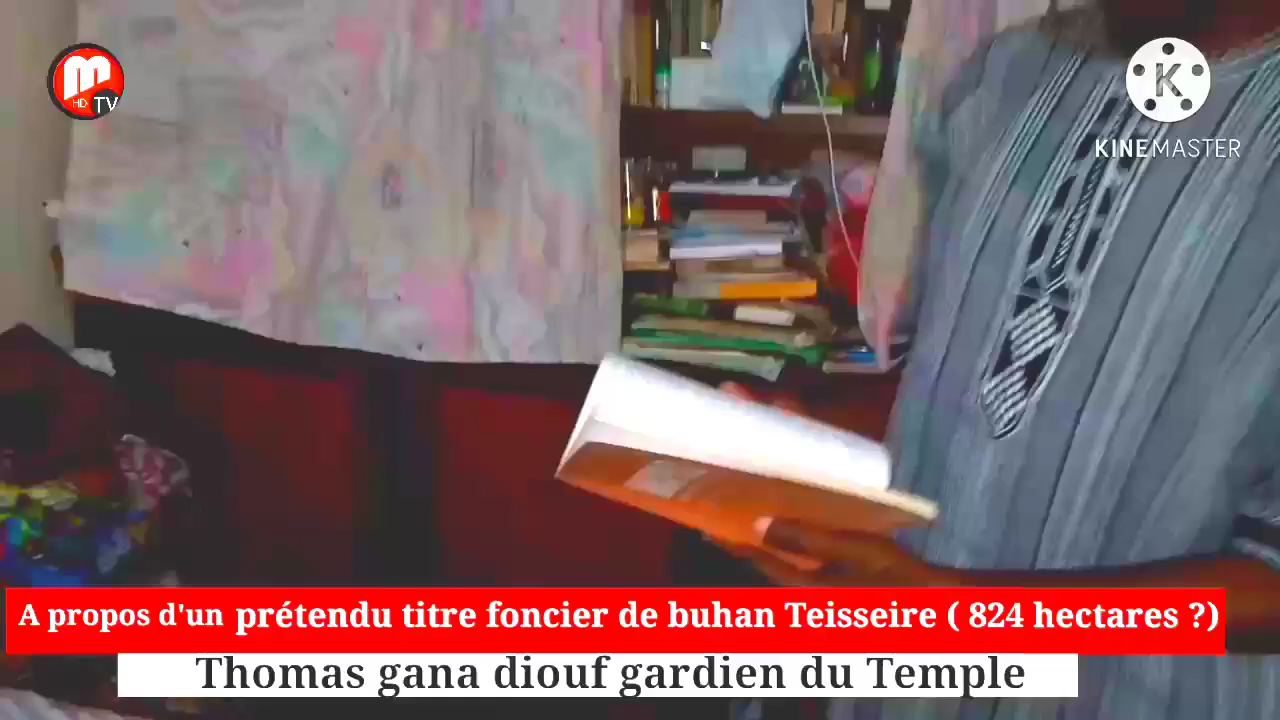 M
HD TV
K
KINEMASTER
A propos d'un prétendu titre foncier de buhan Teisseire ( 824 hectares ?)
Thomas gana diouf gardien du Temple